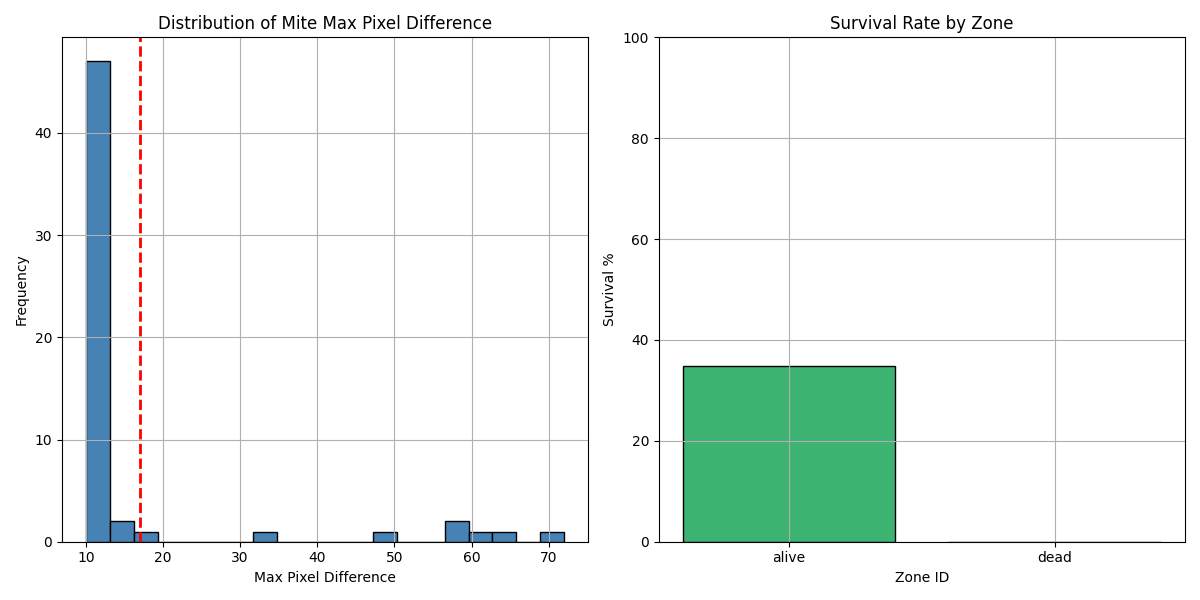 Distribution of Mite Max Pixel Difference
Frequency
40
30
20
10
0
10 20 30 40 50 60 70
Max Pixel Difference
Survival Rate by Zone
Survival %
100
80
60
40
20
0
alive dead
Zone ID